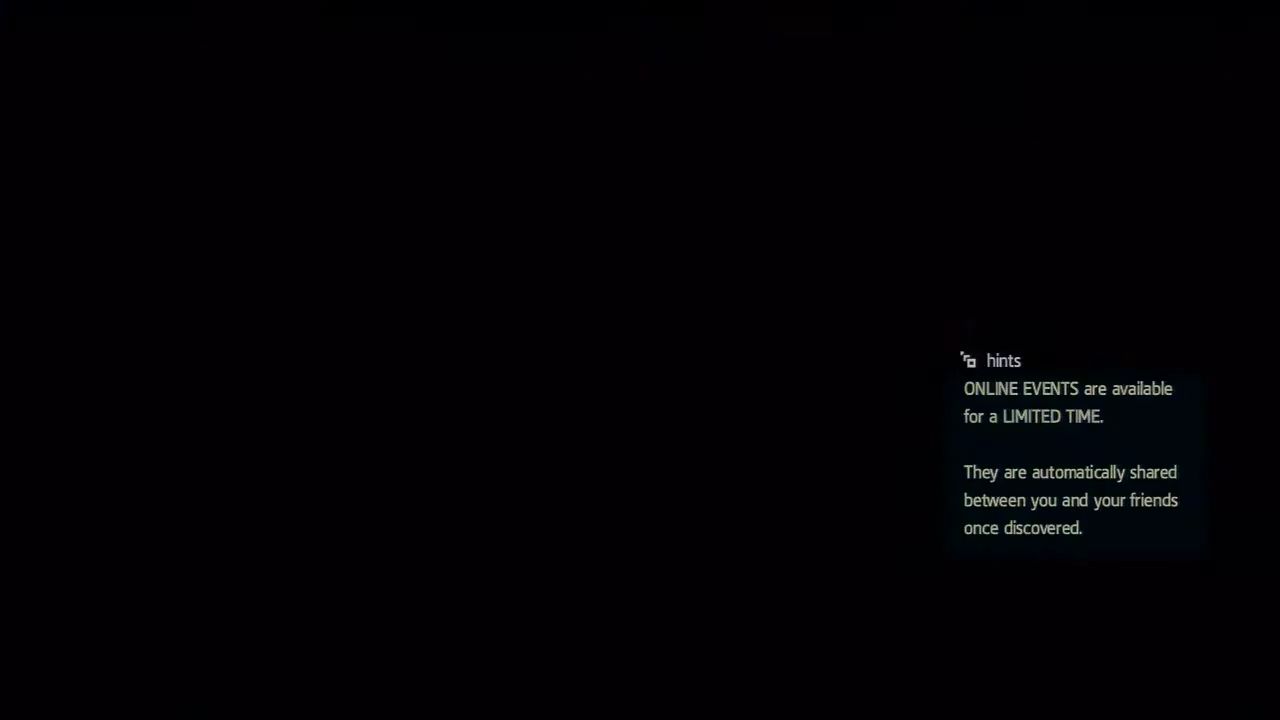 hints
ONLINE EVENTS are available
for a LIMITED TIME.
They are automatically shared
between you and your friends
once discovered.